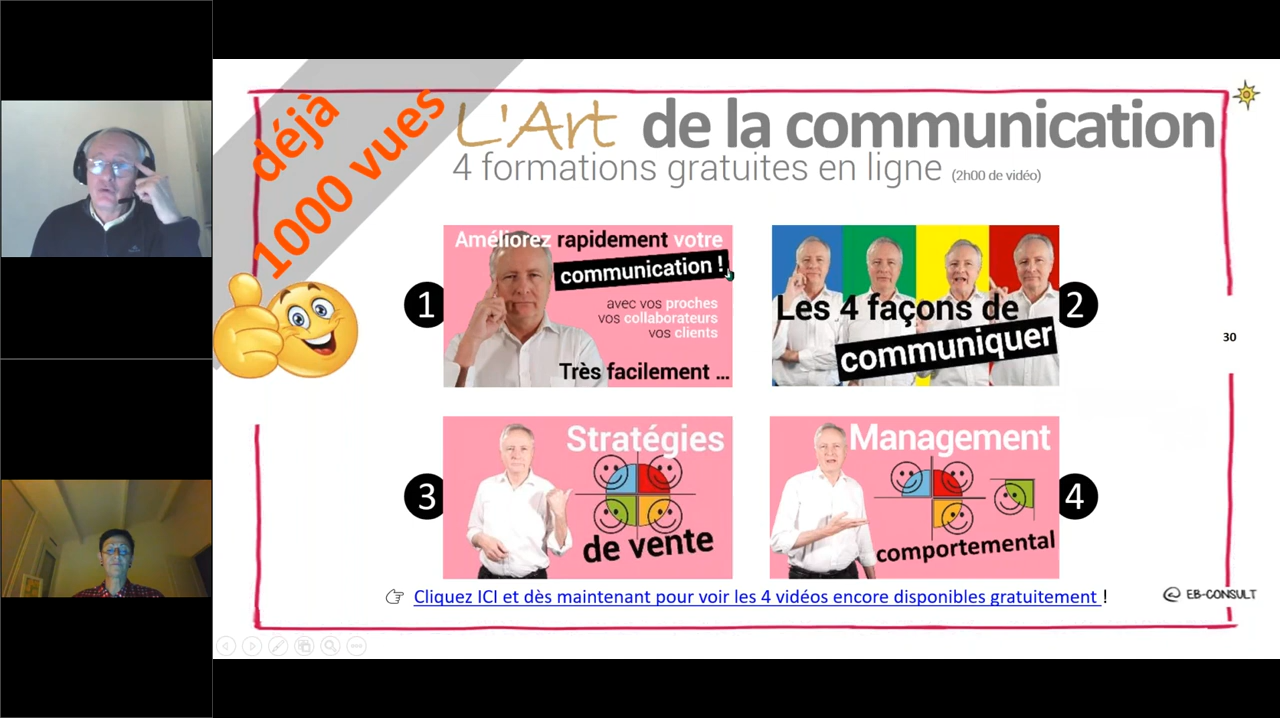 déjà
1000 vues
L'Art de la communication
4 formations gratuites en ligne (2h00 de vidéo)
1
Améliorez rapidement votre
communication !
avec vos proches
vos collaborateurs
vos clients
Très facilement ...
Les 4 façons de
communiquer
2
30
3
Stratégies
de vente
Management
comportemental
4
Cliquez ICI et dès maintenant pour voir les 4 vidéos encore disponibles gratuitement !
@ EB-CONSULT